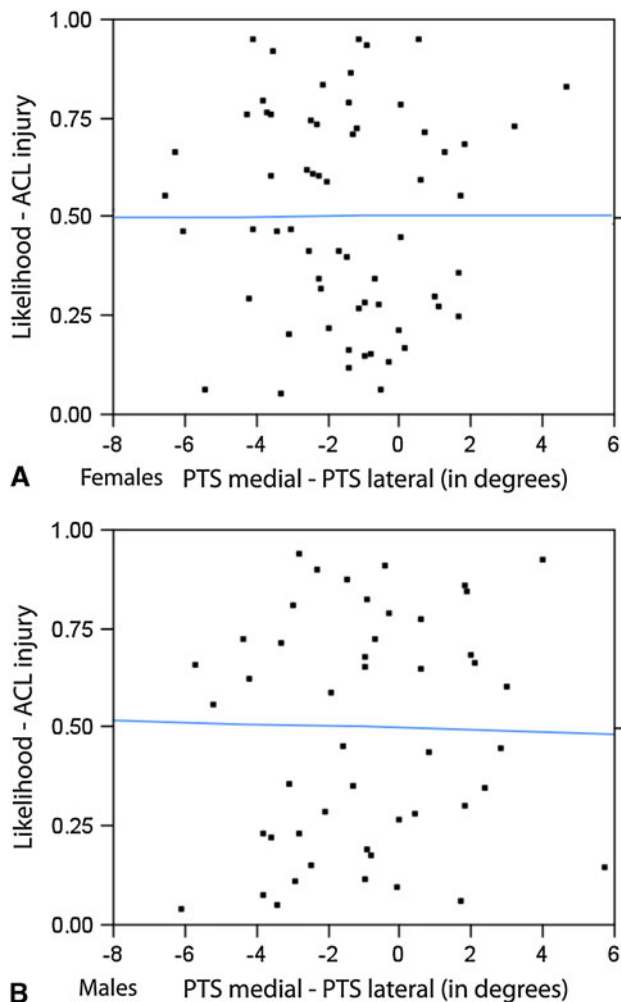 1.00
0.75
0.50
0.25
0.00
Likelihood - ACL injury
-8 -6 -4 -2 0 2 4 6
A Females PTS medial - PTS lateral (in degrees)
1.00
0.75
0.50
0.25
0.00
Likelihood - ACL injury
-8 -6 -4 -2 0 2 4 6
B Males PTS medial - PTS lateral (in degrees)